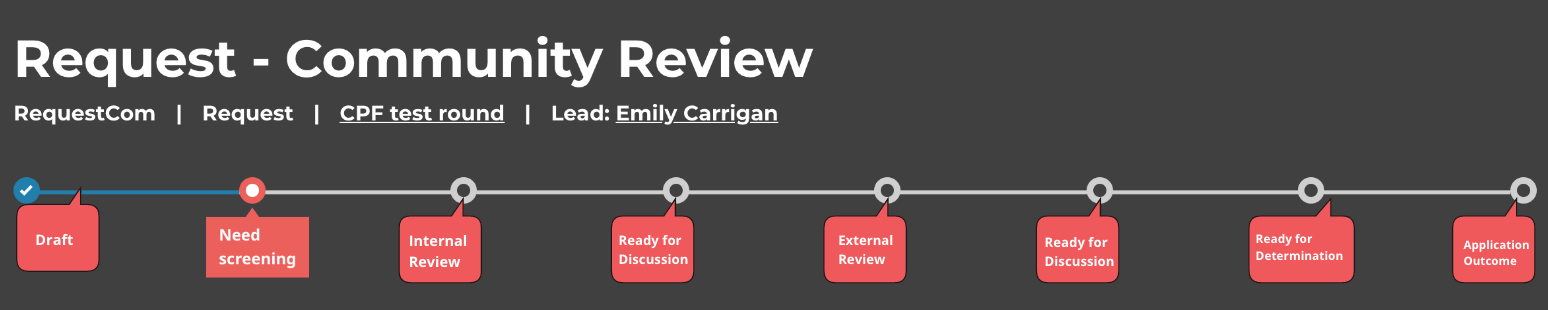 Request - Community Review
RequestCom | Request | CPF test round | Lead: Emily Carrigan
Draft
Need
screening
Internal
Review
Ready for
Discussion
External
Review
Ready for
Discussion
Ready for
Determination
Application
Outcome